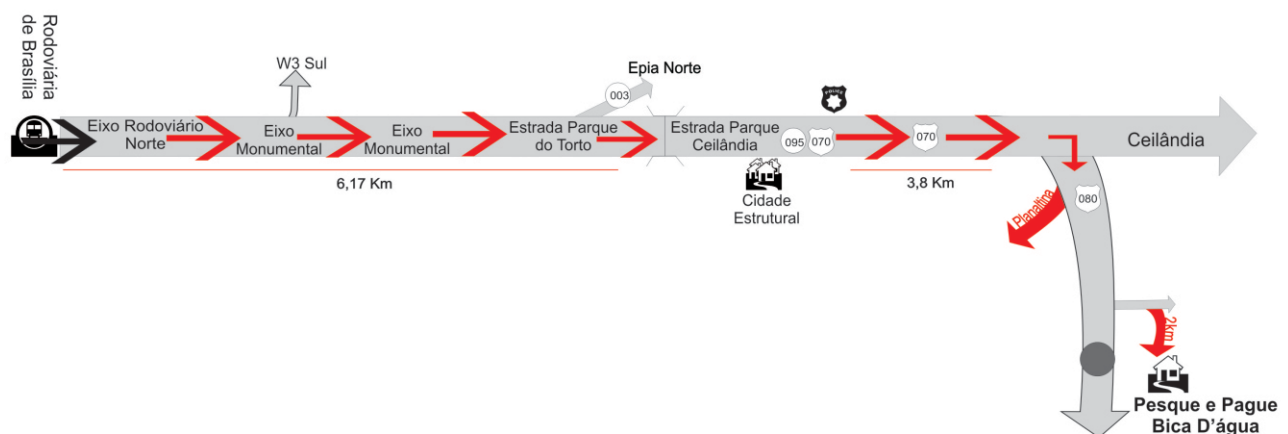 Rodoviária
de Brasília
W3 Sul
Epia Norte
003
POLICE
Eixo Rodoviário
Norte
Eixo
Monumental
Eixo
Monumental
Estrada Parque
do Torto
Estrada Parque
Ceilândia
095
070
070
Ceilândia
6,17 Km
3,8 Km
Cidade
Estrutural
080
Planaltina
2km
Pesque e Pague
Bica D'água